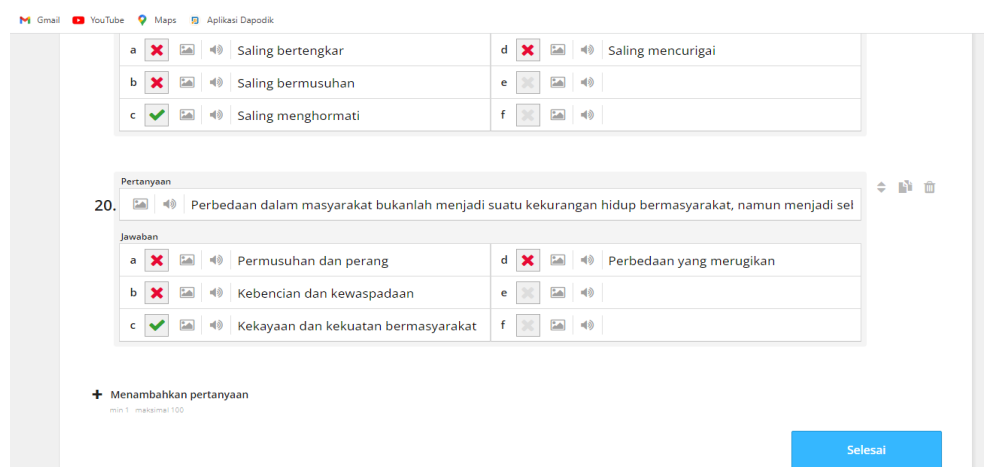 Gmail YouTube Maps Aplikasi Dapodik
a Saling bertengkar d Saling mencurigai
b Saling bermusuhan e
c Saling menghormati f
Pertanyaan
20. Perbedaan dalam masyarakat bukanlah menjadi suatu kekurangan hidup bermasyarakat, namun menjadi
Jawaban
a Permusuhan dan perang d Perbedaan yang merugikan
b Kebencian dan kewaspadaan e
c Kekayaan dan kekuatan bermasyarakat f
+ Menambahkan pertanyaan
min 1 maksimal 100
Selesai